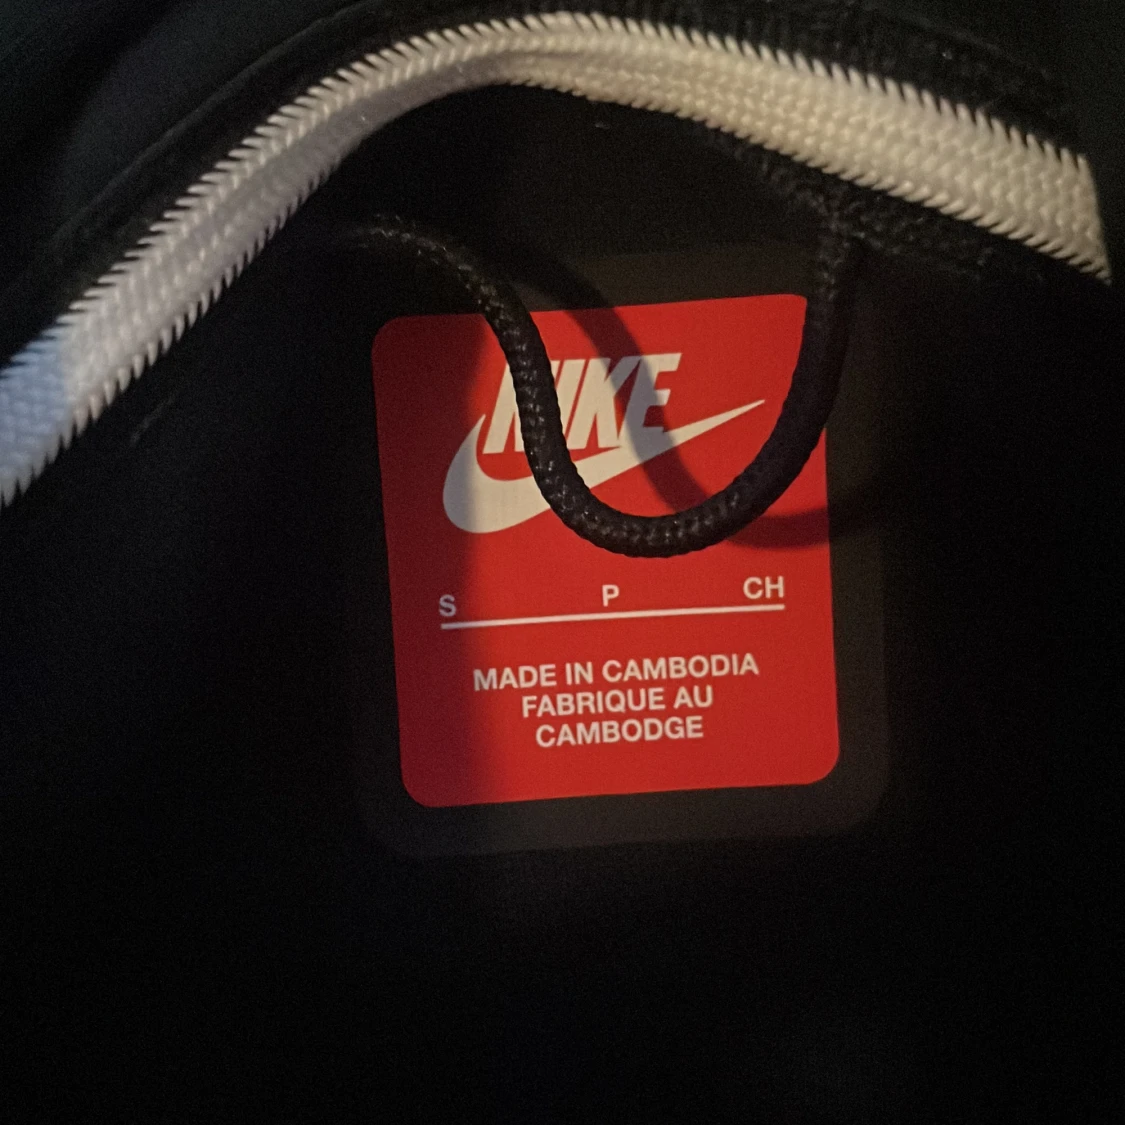 NIKE
S P CH
MADE IN CAMBODIA
FABRIQUE AU
CAMBODGE